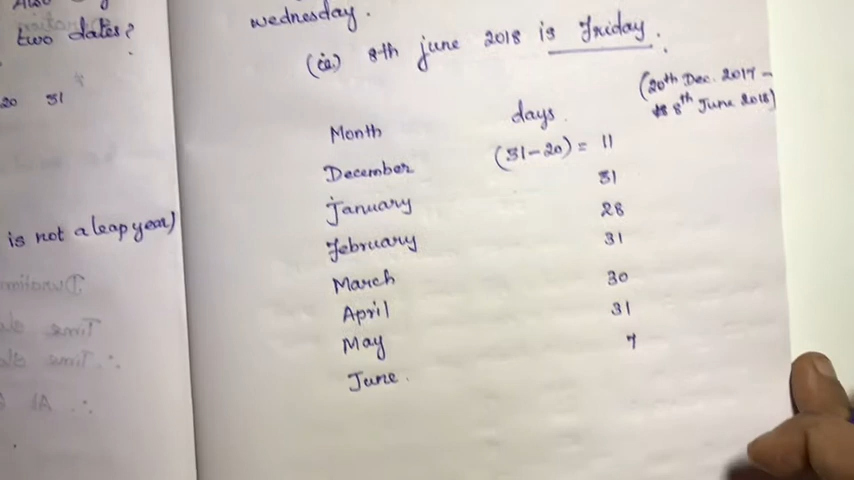 two dates?
20 31
is not a leap year)
wednesday.
(ie.) 8th june 2018 is Friday.
(20th Dec. 2017 -
8th June 2018)
Month days
December (31-20) = 11
January 31
February 28
March 31
April 30
May 31
June. 7